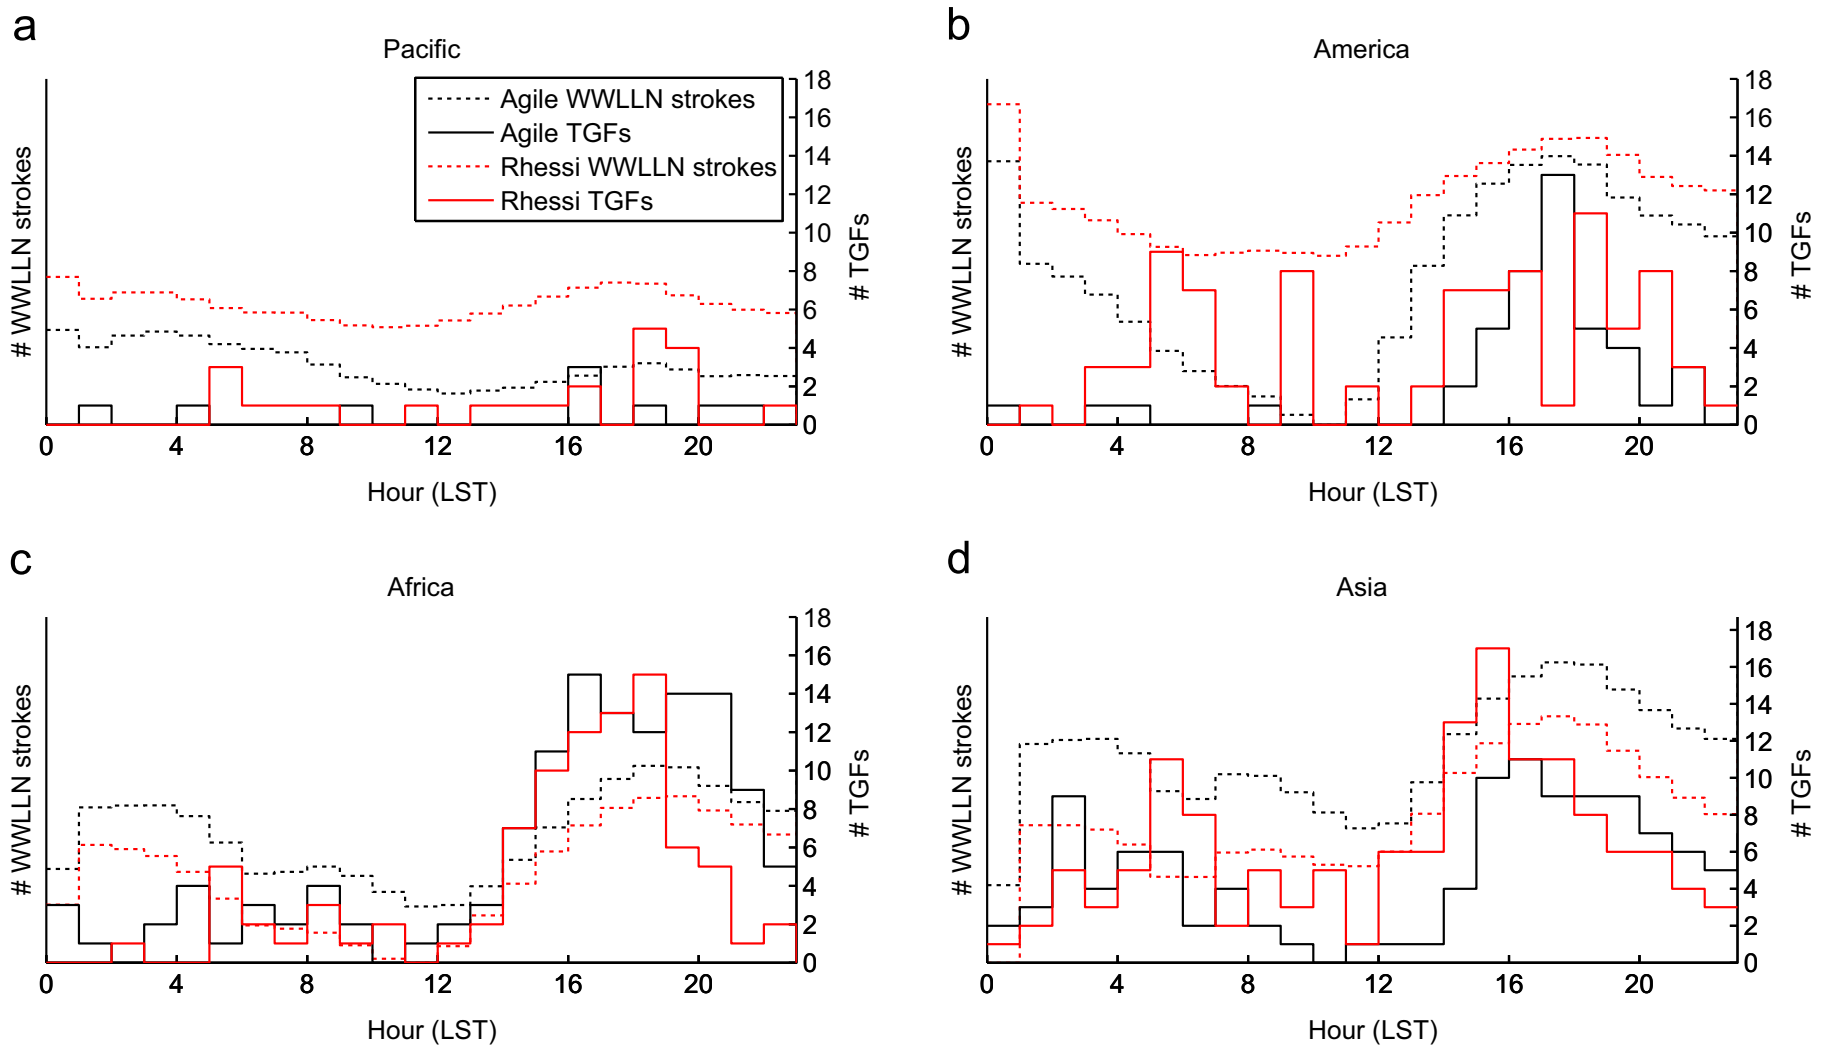 a
Pacific
# WWLLN strokes
Agile WWLLN strokes
Agile TGFs
Rhessi WWLLN strokes
Rhessi TGFs
18
16
14
12
10
8
6
4
2
0
# TGFs
0 4 8 12 16 20
Hour (LST)
b
America
# WWLLN strokes
18
16
14
12
10
8
6
4
2
0
# TGFs
0 4 8 12 16 20
Hour (LST)
c
Africa
# WWLLN strokes
18
16
14
12
10
8
6
4
2
0
# TGFs
0 4 8 12 16 20
Hour (LST)
d
Asia
# WWLLN strokes
18
16
14
12
10
8
6
4
2
0
# TGFs
0 4 8 12 16 20
Hour (LST)